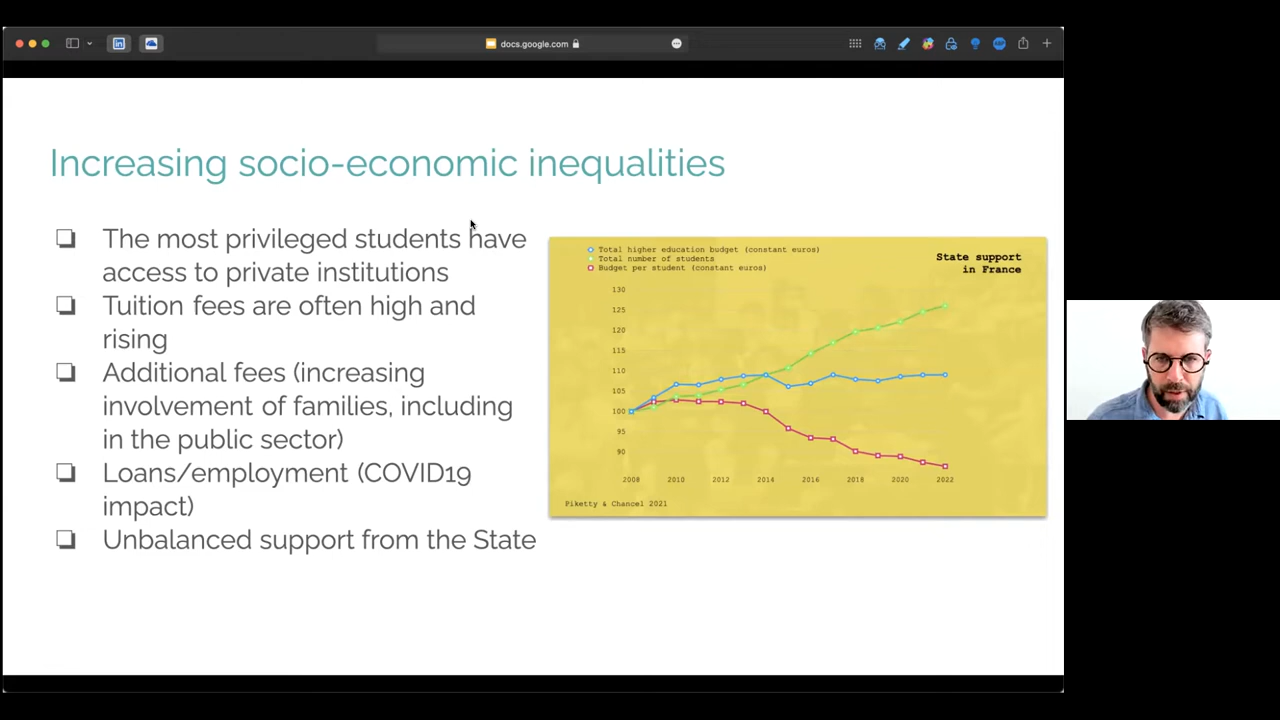 docs.google.com
Increasing socio-economic inequalities
The most privileged students have
access to private institutions
Tuition fees are often high and
rising
Additional fees (increasing
involvement of families, including
in the public sector)
Loans/employment (COVID19
impact)
Unbalanced support from the State
Total higher education budget (constant euros)
Total number of students
Budget per student (constant euros)
State support
in France
130
125
120
115
110
105
100
95
90
2008 2010 2012 2014 2016 2018 2020 2022
Piketty & Chancel 2021